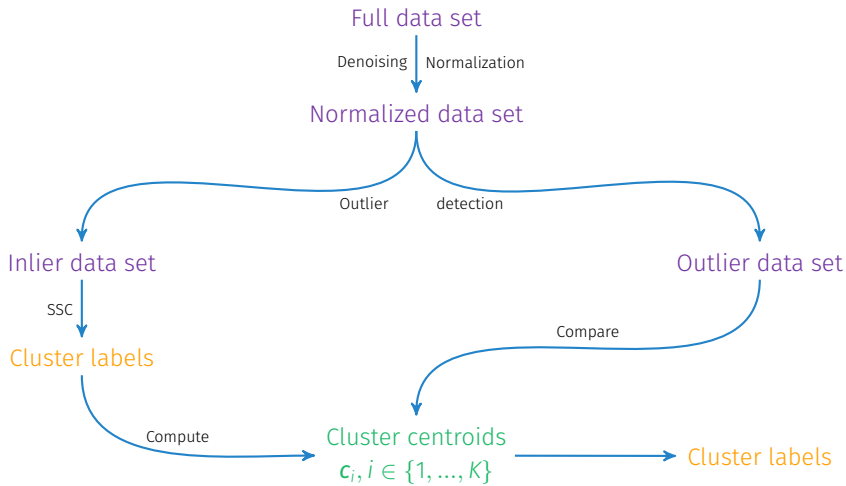 Full data set
Denoising Normalization
Normalized data set
Outlier detection
Inlier data set
Outlier data set
SSC
Compare
Cluster labels
Compute
Cluster centroids
c_i, i ∈ {1, ..., K}
Cluster labels